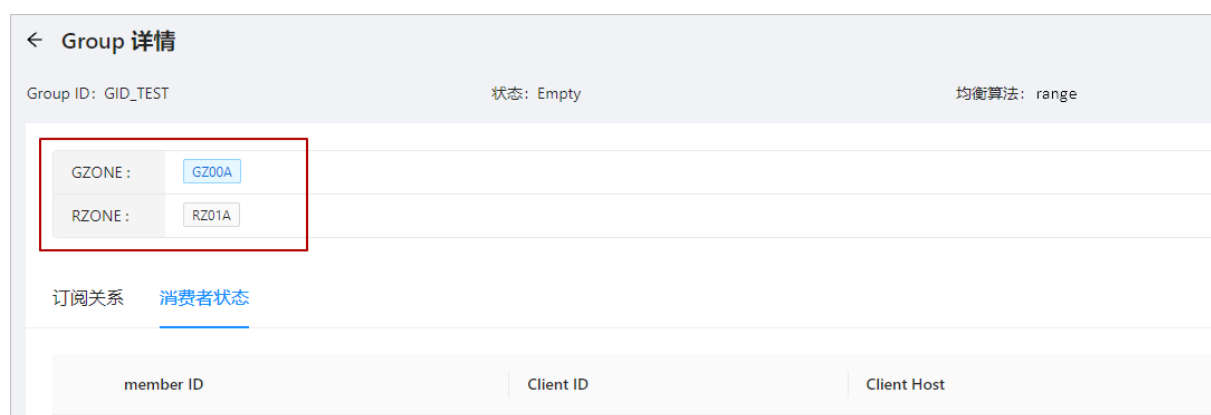 ← Group 详情
Group ID: GID_TEST 状态: Empty 均衡算法: range
GZONE : GZ00A
RZONE : RZ01A
订阅关系 消费者状态
member ID Client ID Client Host